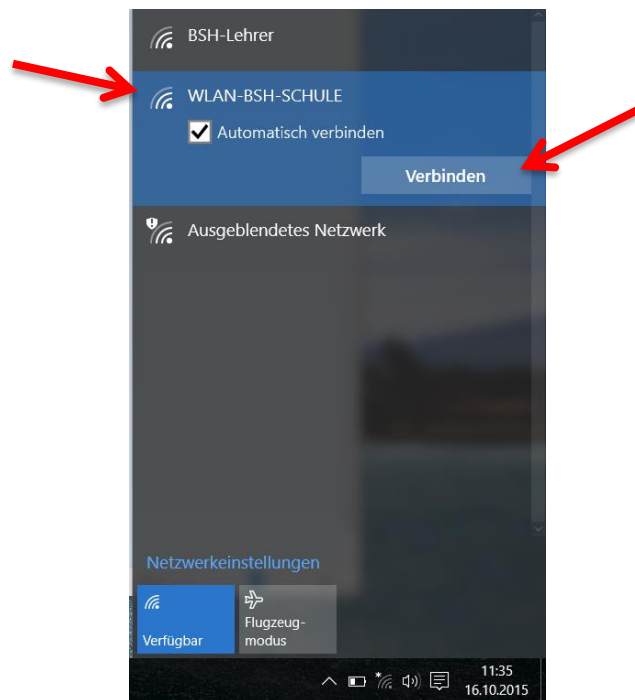 BSH-Lehrer
WLAN-BSH-SCHULE
Automatisch verbinden
Verbinden
Ausgeblendetes Netzwerk
Netzwerkeinstellungen
Verfügbar
Flugzeug-
modus
11:35
16.10.2015